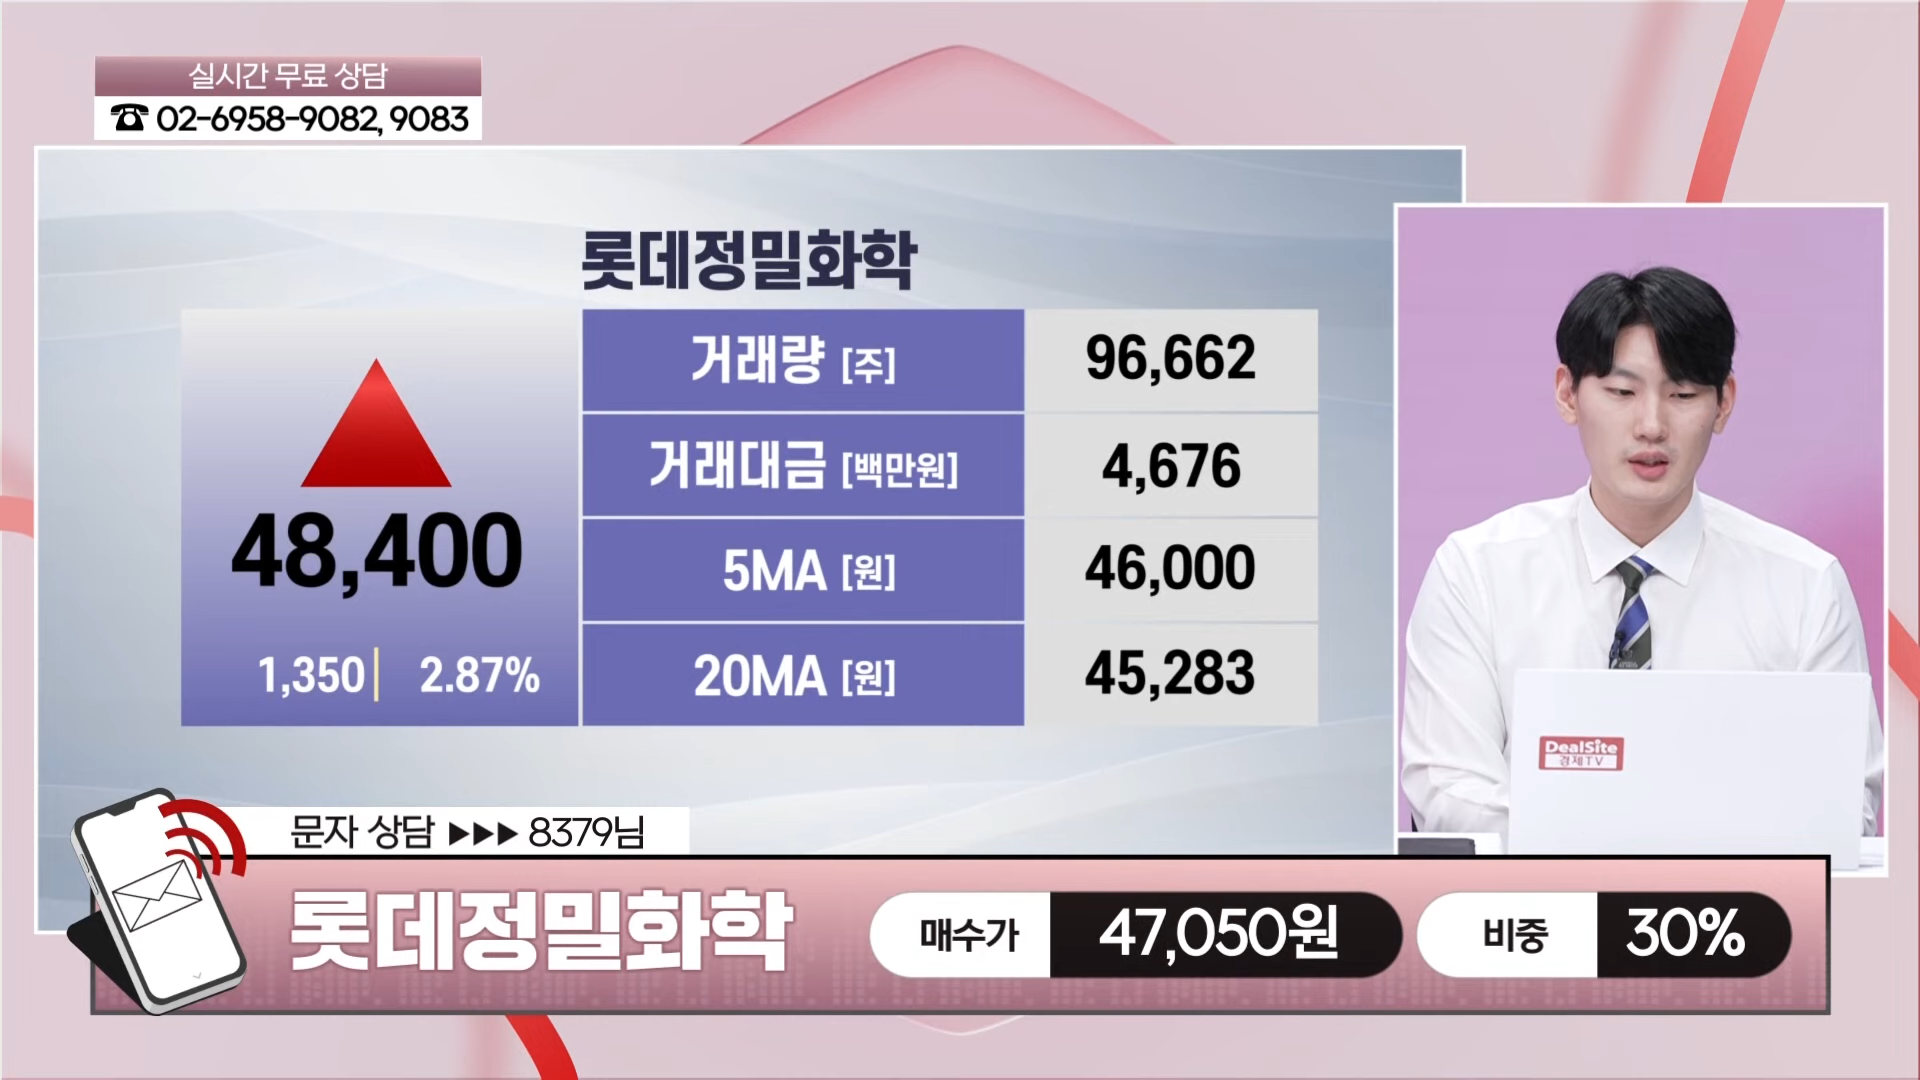 실시간 무료 상담
☎ 02-6958-9082, 9083
롯데정밀화학
48,400
1,350 2.87%
거래량 [주] 96,662
거래대금 [백만원] 4,676
5MA [원] 46,000
20MA [원] 45,283
DealSite
경제TV
문자 상담 ▶▶▶ 8379님
롯데정밀화학 매수가 47,050원 비중 30%